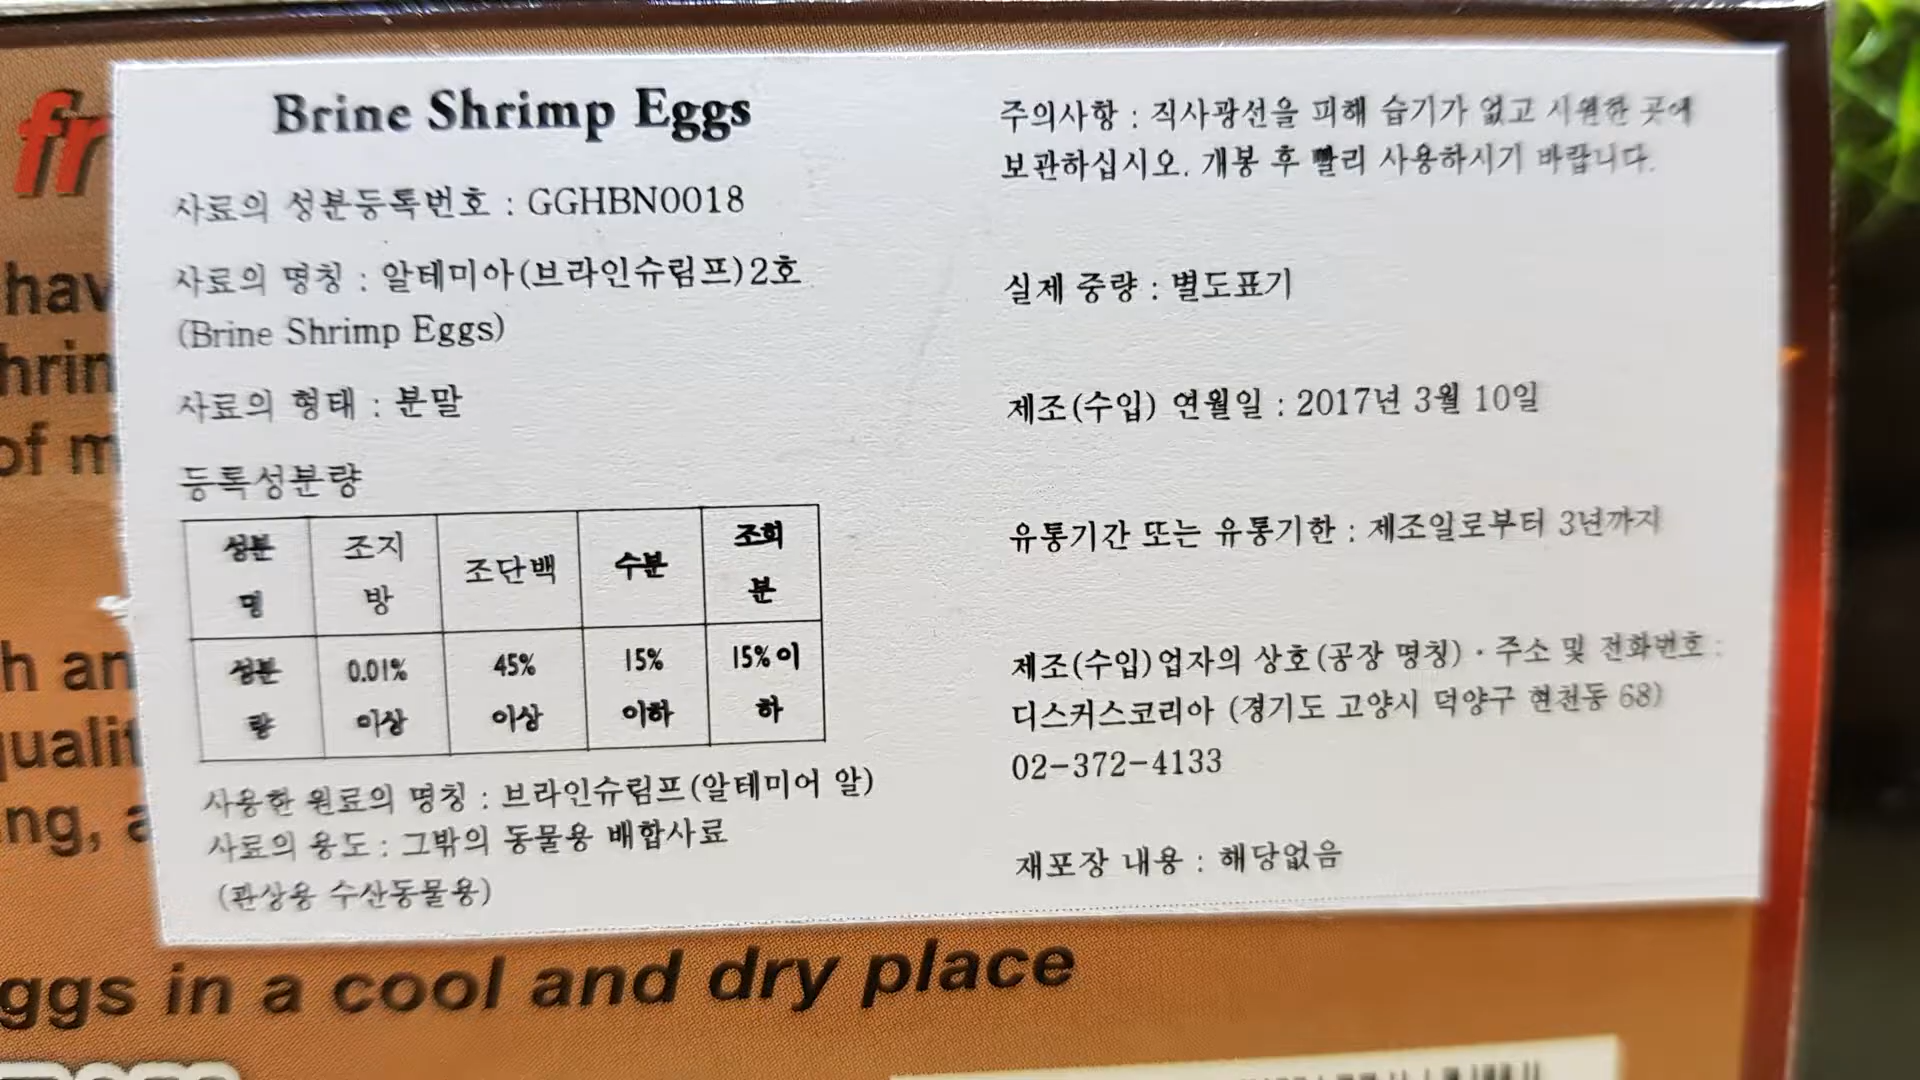 Brine Shrimp Eggs
사료의 성분등록번호 : GGHBN0018
사료의 명칭 : 알테미아(브라인슈림프)2호
(Brine Shrimp Eggs)
사료의 형태 : 분말
등록성분량
성분명 조지방 조단백 수분 조회분
성분량 0.01% 이상 45% 이상 15% 이하 15% 이하
사용한 원료의 명칭 : 브라인슈림프(알테미어 알)
사료의 용도 : 그밖의 동물용 배합사료
(관상용 수산동물용)
주의사항 : 직사광선을 피해 습기가 없고 시원한 곳에
보관하십시오. 개봉 후 빨리 사용하시기 바랍니다.
실제 중량 : 별도표기
제조(수입) 연월일 : 2017년 3월 10일
유통기간 또는 유통기한 : 제조일로부터 3년까지
제조(수입)업자의 상호(공장 명칭)·주소 및 전화번호 :
디스커스코리아 (경기도 고양시 덕양구 현천동 68)
02-372-4133
재포장 내용 : 해당없음
fr
hav
hrin
of m
h an
qualit
ng, a
ggs in a cool and dry place